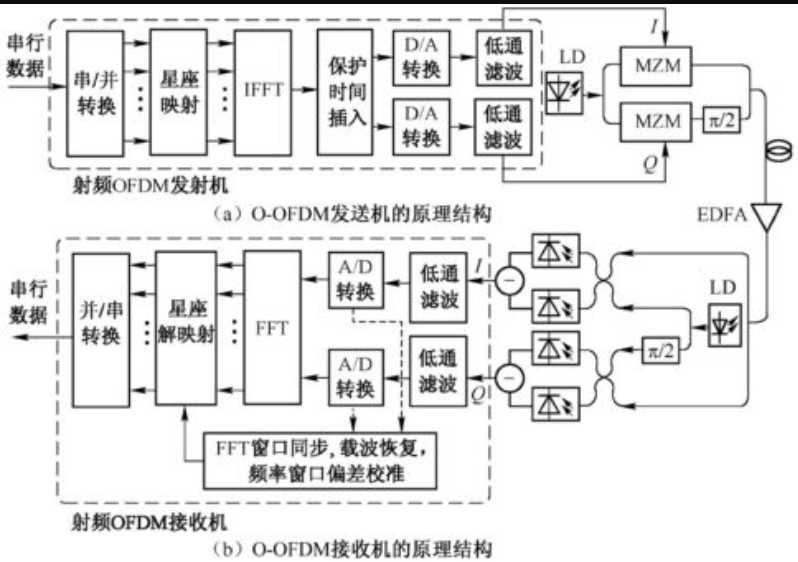 串行
数据
串/并
转换
星座
映射
IFFT
保护
时间
插入
D/A
转换
低通
滤波
D/A
转换
低通
滤波
I
LD
MZM
MZM
π/2
Q
射频OFDM发射机
(a) O-OFDM发送机的原理结构
EDFA
串行
数据
并/串
转换
星座
解映射
FFT
A/D
转换
低通
滤波
I
A/D
转换
低通
滤波
Q
−
−
LD
π/2
FFT窗口同步,载波恢复,
频率窗口偏差校准
射频OFDM接收机
(b) O-OFDM接收机的原理结构